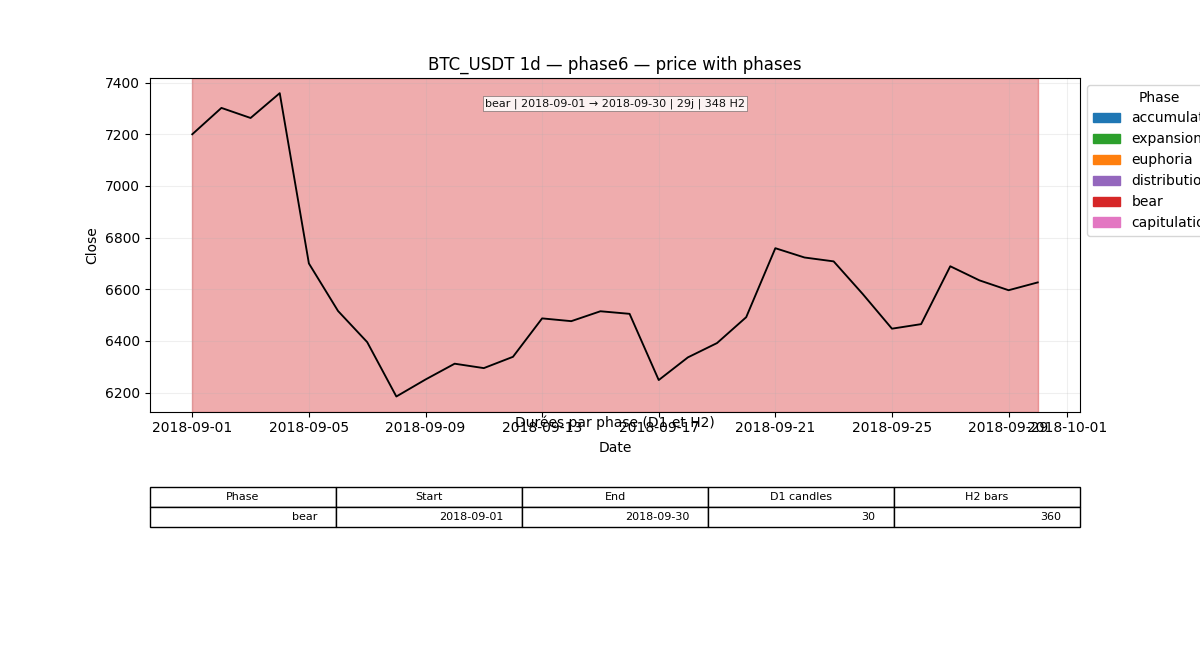 BTC_USDT 1d — phase6 — price with phases
bear | 2018-09-01 → 2018-09-30 | 29j | 348 H2
Close
7400
7200
7000
6800
6600
6400
6200
Phase
accumulat
expansion
euphoria
distributio
bear
capitulatio
2018-09-01 2018-09-05 2018-09-09 2018-09-13 2018-09-17 2018-09-21 2018-09-25 2018-09-29 2018-10-01
Durées par phase (D1 et H2)
Date
Phase Start End D1 candles H2 bars
bear 2018-09-01 2018-09-30 30 360